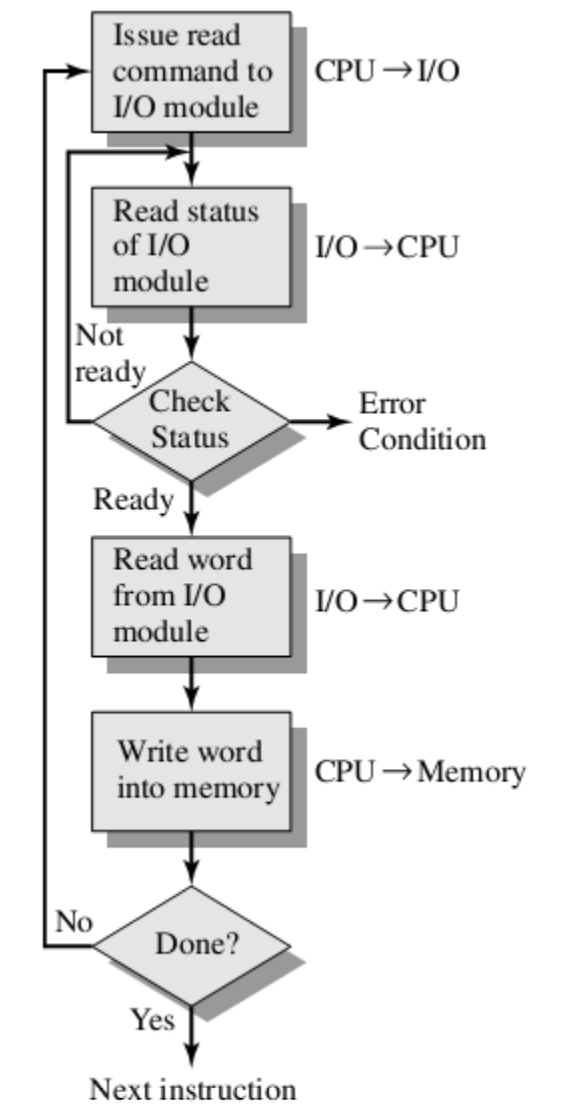 Issue read
command to
I/O module
CPU → I/O
Read status
of I/O
module
I/O → CPU
Not
ready
Check
Status
Error
Condition
Ready
Read word
from I/O
module
I/O → CPU
Write word
into memory
CPU → Memory
No
Done?
Yes
Next instruction